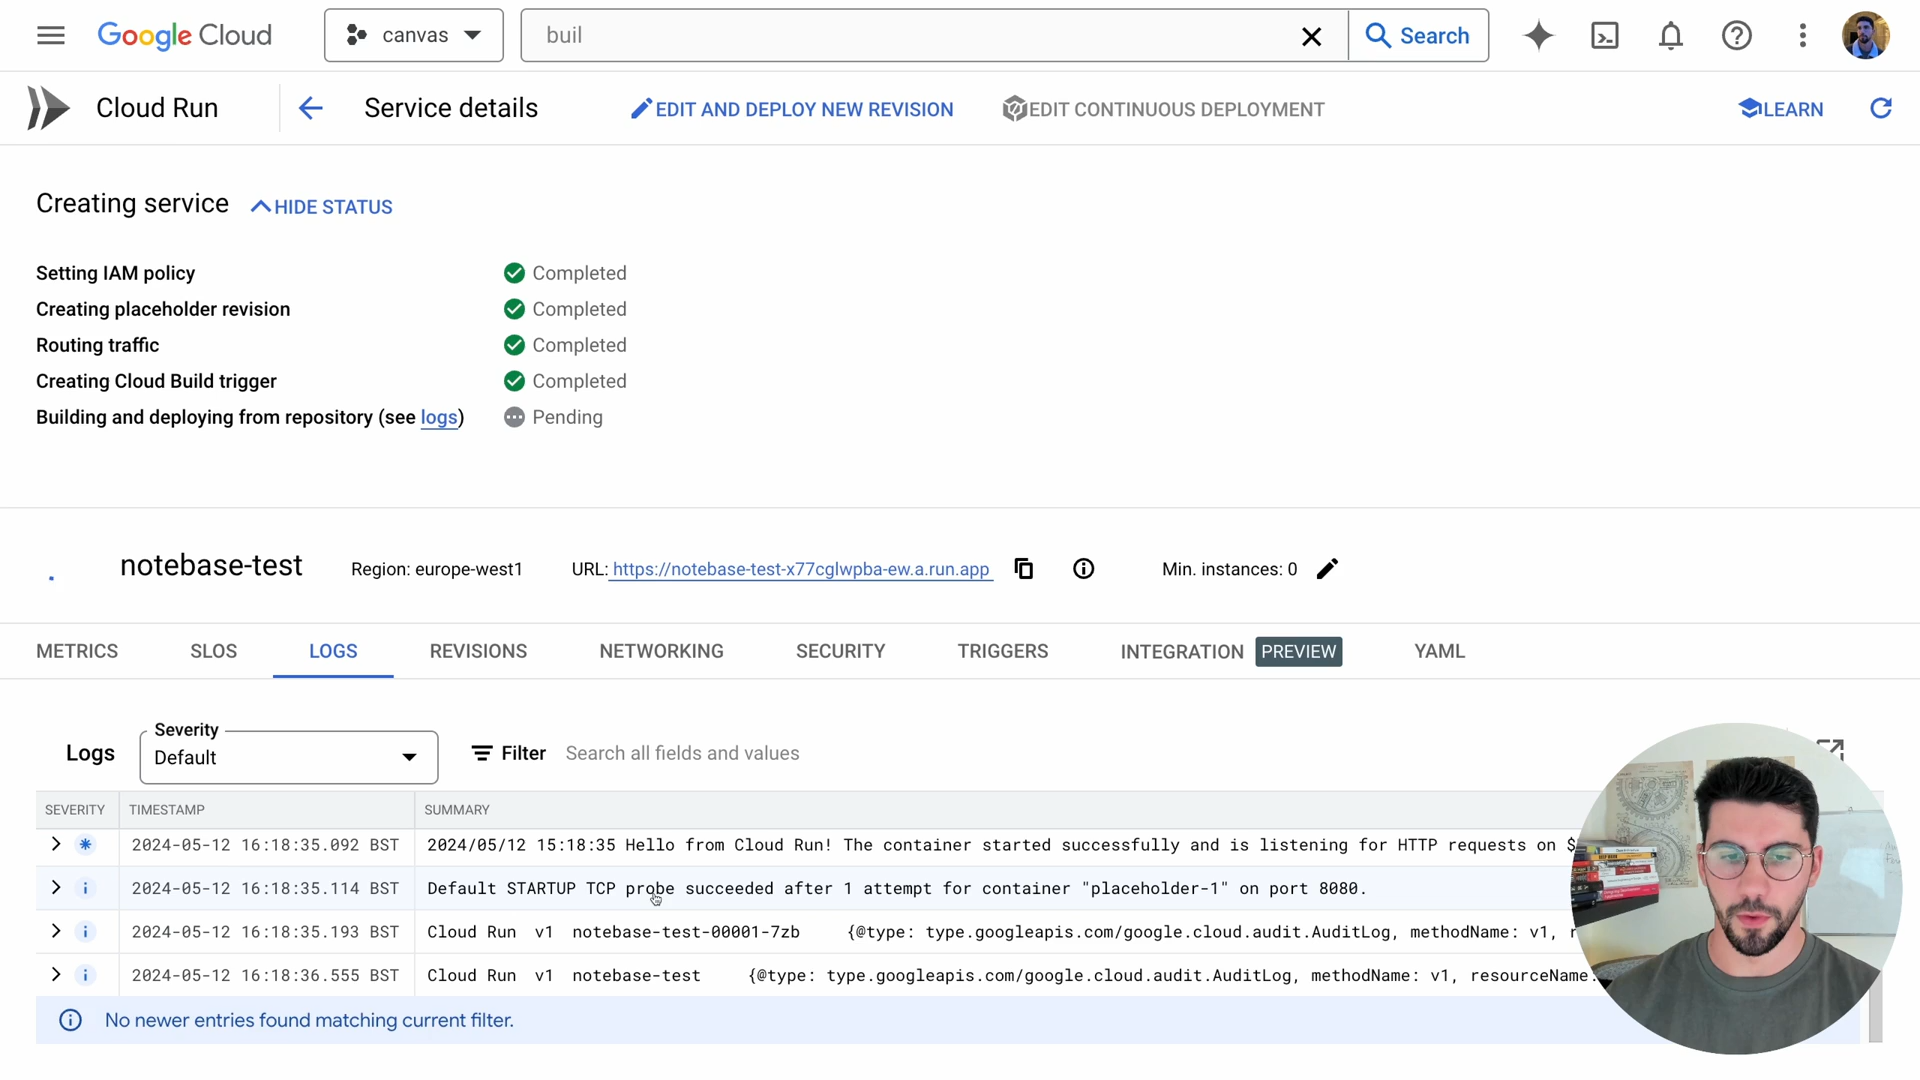 Google Cloud
canvas
buil
Search
Cloud Run
Service details
EDIT AND DEPLOY NEW REVISION
EDIT CONTINUOUS DEPLOYMENT
LEARN
Creating service
HIDE STATUS
Setting IAM policy
Completed
Creating placeholder revision
Completed
Routing traffic
Completed
Creating Cloud Build trigger
Completed
Building and deploying from repository (see logs)
Pending
notebase-test
Region: europe-west1
URL: https://notebase-test-x77cglwpba-ew.a.run.app
Min. instances: 0
METRICS
SLOS
LOGS
REVISIONS
NETWORKING
SECURITY
TRIGGERS
INTEGRATION PREVIEW
YAML
Logs
Severity
Default
Filter
Search all fields and values
SEVERITY
TIMESTAMP
SUMMARY
2024-05-12 16:18:35.092 BST
2024/05/12 15:18:35 Hello from Cloud Run! The container started successfully and is listening for HTTP requests on $
2024-05-12 16:18:35.114 BST
Default STARTUP TCP probe succeeded after 1 attempt for container "placeholder-1" on port 8080.
2024-05-12 16:18:35.193 BST
Cloud Run v1 notebase-test-00001-7zb {@type: type.googleapis.com/google.cloud.audit.AuditLog, methodName: v1, r
2024-05-12 16:18:36.555 BST
Cloud Run v1 notebase-test {@type: type.googleapis.com/google.cloud.audit.AuditLog, methodName: v1, resourceName:
No newer entries found matching current filter.